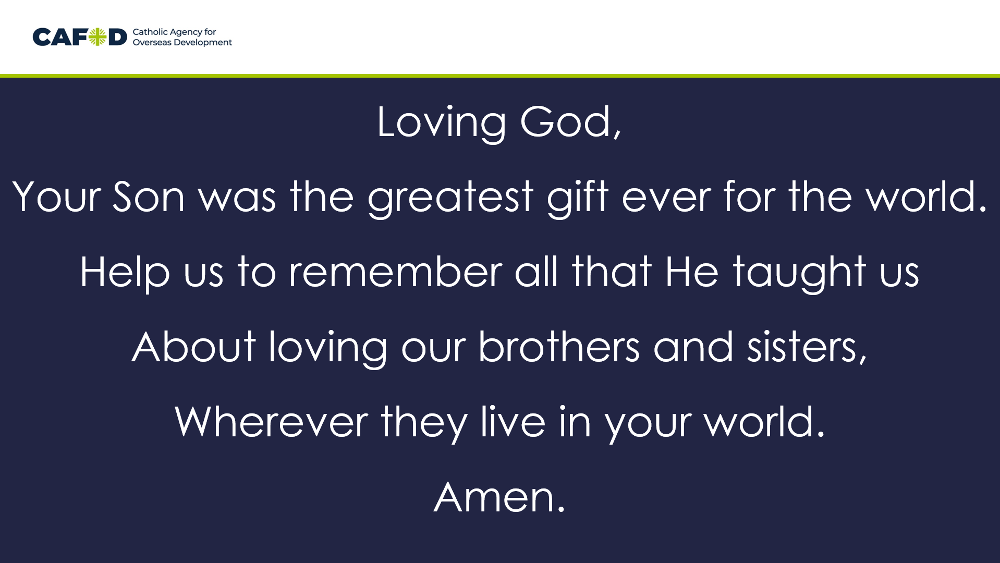 CAFOD Catholic Agency for
Overseas Development
Loving God,
Your Son was the greatest gift ever for the world.
Help us to remember all that He taught us
About loving our brothers and sisters,
Wherever they live in your world.
Amen.